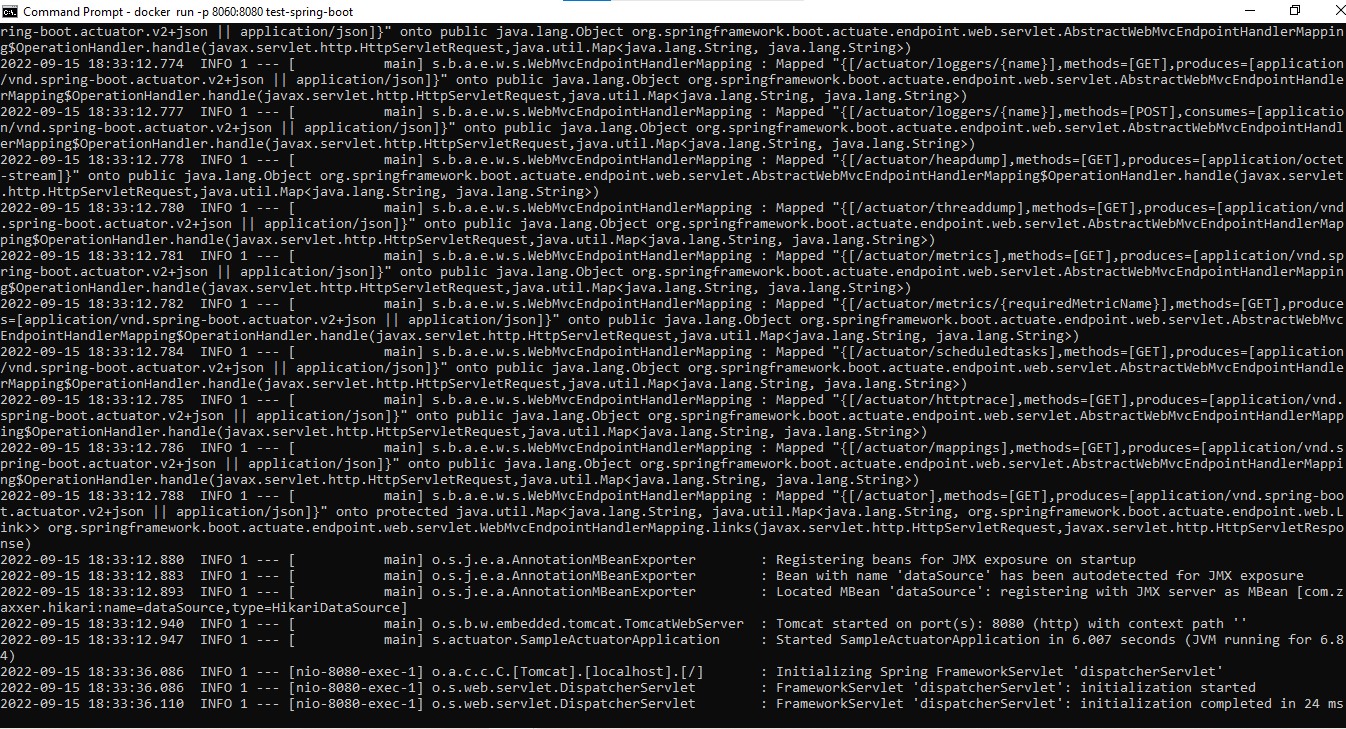 Command Prompt - docker run -p 8060:8080 test-spring-boot
ring-boot.actuator.v2+json || application/json]}" onto public java.lang.Object org.springframework.boot.actuate.endpoint.web.servlet.AbstractWebMvcEndpointHandlerMappin
g$OperationHandler.handle(javax.servlet.http.HttpServletRequest,java.util.Map<java.lang.String, java.lang.String>)
2022-09-15 18:33:12.774  INFO 1 --- [           main] s.b.a.e.w.s.WebMvcEndpointHandlerMapping : Mapped "{[/actuator/loggers/{name}],methods=[GET],produces=[application
/vnd.spring-boot.actuator.v2+json || application/json]}" onto public java.lang.Object org.springframework.boot.actuate.endpoint.web.servlet.AbstractWebMvcEndpointHandle
rMapping$OperationHandler.handle(javax.servlet.http.HttpServletRequest,java.util.Map<java.lang.String, java.lang.String>)
2022-09-15 18:33:12.777  INFO 1 --- [           main] s.b.a.e.w.s.WebMvcEndpointHandlerMapping : Mapped "{[/actuator/loggers/{name}],methods=[POST],consumes=[applicatio
n/vnd.spring-boot.actuator.v2+json || application/json]}" onto public java.lang.Object org.springframework.boot.actuate.endpoint.web.servlet.AbstractWebMvcEndpointHandl
erMapping$OperationHandler.handle(javax.servlet.http.HttpServletRequest,java.util.Map<java.lang.String, java.lang.String>)
2022-09-15 18:33:12.778  INFO 1 --- [           main] s.b.a.e.w.s.WebMvcEndpointHandlerMapping : Mapped "{[/actuator/heapdump],methods=[GET],produces=[application/octet
-stream]}" onto public java.lang.Object org.springframework.boot.actuate.endpoint.web.servlet.AbstractWebMvcEndpointHandlerMapping$OperationHandler.handle(javax.servlet
.http.HttpServletRequest,java.util.Map<java.lang.String, java.lang.String>)
2022-09-15 18:33:12.780  INFO 1 --- [           main] s.b.a.e.w.s.WebMvcEndpointHandlerMapping : Mapped "{[/actuator/threaddump],methods=[GET],produces=[application/vnd
.spring-boot.actuator.v2+json || application/json]}" onto public java.lang.Object org.springframework.boot.actuate.endpoint.web.servlet.AbstractWebMvcEndpointHandlerMap
ping$OperationHandler.handle(javax.servlet.http.HttpServletRequest,java.util.Map<java.lang.String, java.lang.String>)
2022-09-15 18:33:12.781  INFO 1 --- [           main] s.b.a.e.w.s.WebMvcEndpointHandlerMapping : Mapped "{[/actuator/metrics],methods=[GET],produces=[application/vnd.sp
ring-boot.actuator.v2+json || application/json]}" onto public java.lang.Object org.springframework.boot.actuate.endpoint.web.servlet.AbstractWebMvcEndpointHandlerMappin
g$OperationHandler.handle(javax.servlet.http.HttpServletRequest,java.util.Map<java.lang.String, java.lang.String>)
2022-09-15 18:33:12.782  INFO 1 --- [           main] s.b.a.e.w.s.WebMvcEndpointHandlerMapping : Mapped "{[/actuator/metrics/{requiredMetricName}],methods=[GET],produce
s=[application/vnd.spring-boot.actuator.v2+json || application/json]}" onto public java.lang.Object org.springframework.boot.actuate.endpoint.web.servlet.AbstractWebMvc
EndpointHandlerMapping$OperationHandler.handle(javax.servlet.http.HttpServletRequest,java.util.Map<java.lang.String, java.lang.String>)
2022-09-15 18:33:12.784  INFO 1 --- [           main] s.b.a.e.w.s.WebMvcEndpointHandlerMapping : Mapped "{[/actuator/scheduledtasks],methods=[GET],produces=[application
/vnd.spring-boot.actuator.v2+json || application/json]}" onto public java.lang.Object org.springframework.boot.actuate.endpoint.web.servlet.AbstractWebMvcEndpointHandle
rMapping$OperationHandler.handle(javax.servlet.http.HttpServletRequest,java.util.Map<java.lang.String, java.lang.String>)
2022-09-15 18:33:12.785  INFO 1 --- [           main] s.b.a.e.w.s.WebMvcEndpointHandlerMapping : Mapped "{[/actuator/httptrace],methods=[GET],produces=[application/vnd.
spring-boot.actuator.v2+json || application/json]}" onto public java.lang.Object org.springframework.boot.actuate.endpoint.web.servlet.AbstractWebMvcEndpointHandlerMapp
ing$OperationHandler.handle(javax.servlet.http.HttpServletRequest,java.util.Map<java.lang.String, java.lang.String>)
2022-09-15 18:33:12.786  INFO 1 --- [           main] s.b.a.e.w.s.WebMvcEndpointHandlerMapping : Mapped "{[/actuator/mappings],methods=[GET],produces=[application/vnd.s
pring-boot.actuator.v2+json || application/json]}" onto public java.lang.Object org.springframework.boot.actuate.endpoint.web.servlet.AbstractWebMvcEndpointHandlerMappi
ng$OperationHandler.handle(javax.servlet.http.HttpServletRequest,java.util.Map<java.lang.String, java.lang.String>)
2022-09-15 18:33:12.788  INFO 1 --- [           main] s.b.a.e.w.s.WebMvcEndpointHandlerMapping : Mapped "{[/actuator],methods=[GET],produces=[application/vnd.spring-boo
t.actuator.v2+json || application/json]}" onto protected java.util.Map<java.lang.String, java.util.Map<java.lang.String, org.springframework.boot.actuate.endpoint.web.L
ink>> org.springframework.boot.actuate.endpoint.web.servlet.WebMvcEndpointHandlerMapping.links(javax.servlet.http.HttpServletRequest,javax.servlet.http.HttpServletRespo
nse)
2022-09-15 18:33:12.880  INFO 1 --- [           main] o.s.j.e.a.AnnotationMBeanExporter        : Registering beans for JMX exposure on startup
2022-09-15 18:33:12.883  INFO 1 --- [           main] o.s.j.e.a.AnnotationMBeanExporter        : Bean with name 'dataSource' has been autodetected for JMX exposure
2022-09-15 18:33:12.893  INFO 1 --- [           main] o.s.j.e.a.AnnotationMBeanExporter        : Located MBean 'dataSource': registering with JMX server as MBean [com.z
axxer.hikari:name=dataSource,type=HikariDataSource]
2022-09-15 18:33:12.940  INFO 1 --- [           main] o.s.b.w.embedded.tomcat.TomcatWebServer  : Tomcat started on port(s): 8080 (http) with context path ''
2022-09-15 18:33:12.947  INFO 1 --- [           main] s.actuator.SampleActuatorApplication     : Started SampleActuatorApplication in 6.007 seconds (JVM running for 6.8
4)
2022-09-15 18:33:36.086  INFO 1 --- [nio-8080-exec-1] o.a.c.c.C.[Tomcat].[localhost].[/]       : Initializing Spring FrameworkServlet 'dispatcherServlet'
2022-09-15 18:33:36.086  INFO 1 --- [nio-8080-exec-1] o.s.web.servlet.DispatcherServlet        : FrameworkServlet 'dispatcherServlet': initialization started
2022-09-15 18:33:36.110  INFO 1 --- [nio-8080-exec-1] o.s.web.servlet.DispatcherServlet        : FrameworkServlet 'dispatcherServlet': initialization completed in 24 ms